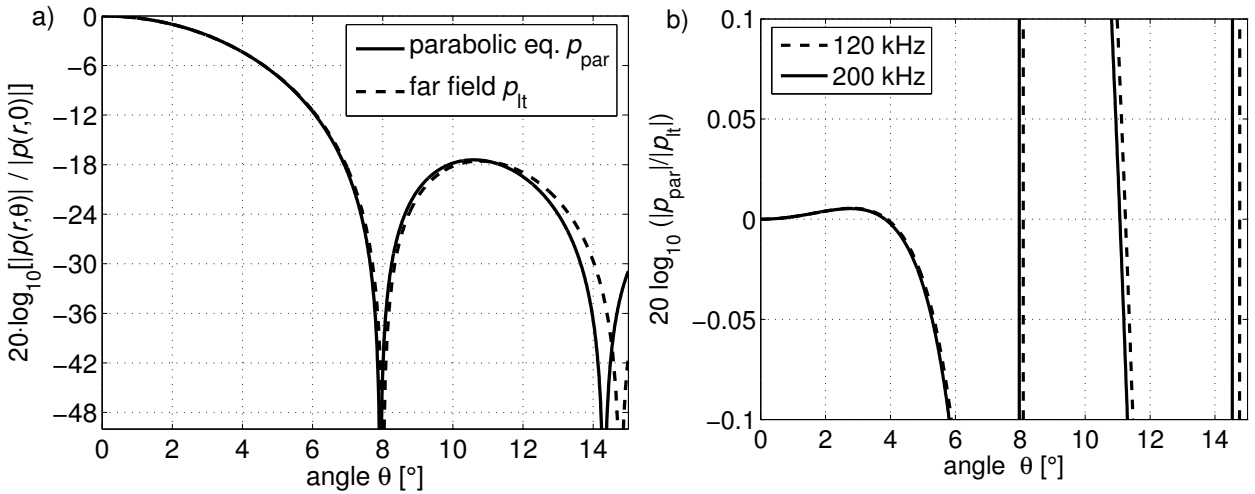 a)
20·log10[||p(r,θ)| / |p(r,0)||]
0
−6
−12
−18
−24
−30
−36
−42
−48
parabolic eq. ppar
far field plt
0 2 4 6 8 10 12 14
angle θ [°]
b)
20 log10 (|ppar|/|plt|)
0.1
0.05
0
−0.05
−0.1
120 kHz
200 kHz
0 2 4 6 8 10 12 14
angle θ [°]